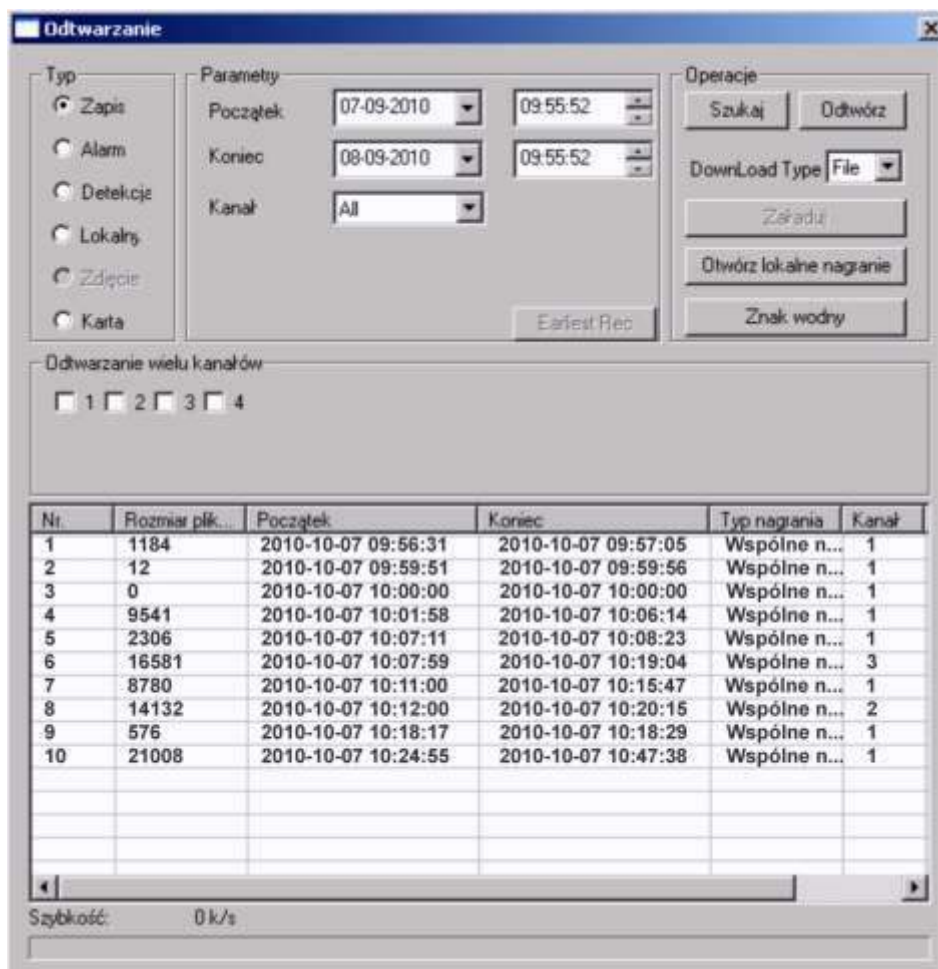 Odtwarzanie
Typ
Zapis
Alarm
Detekcja
Lokalny
Zdjęcie
Karta
Parametry
Początek 07-09-2010 09:55:52
Koniec 08-09-2010 09:55:52
Kanał All
Earliest Rec
Operacje
Szukaj Odtwórz
DownLoad Type File
Załaduj
Otwórz lokalne nagranie
Znak wodny
Odtwarzanie wielu kanałów
1 2 3 4
Nr. Rozmiar plik... Początek Koniec Typ nagrania Kanał
1 1184 2010-10-07 09:56:31 2010-10-07 09:57:05 Wspólne n... 1
2 12 2010-10-07 09:59:51 2010-10-07 09:59:56 Wspólne n... 1
3 0 2010-10-07 10:00:00 2010-10-07 10:00:00 Wspólne n... 1
4 9541 2010-10-07 10:01:58 2010-10-07 10:06:14 Wspólne n... 1
5 2306 2010-10-07 10:07:11 2010-10-07 10:08:23 Wspólne n... 1
6 16581 2010-10-07 10:07:59 2010-10-07 10:19:04 Wspólne n... 3
7 8780 2010-10-07 10:11:00 2010-10-07 10:15:47 Wspólne n... 1
8 14132 2010-10-07 10:12:00 2010-10-07 10:20:15 Wspólne n... 2
9 576 2010-10-07 10:18:17 2010-10-07 10:18:29 Wspólne n... 1
10 21008 2010-10-07 10:24:55 2010-10-07 10:47:38 Wspólne n... 1
Szybkość: 0 k/s